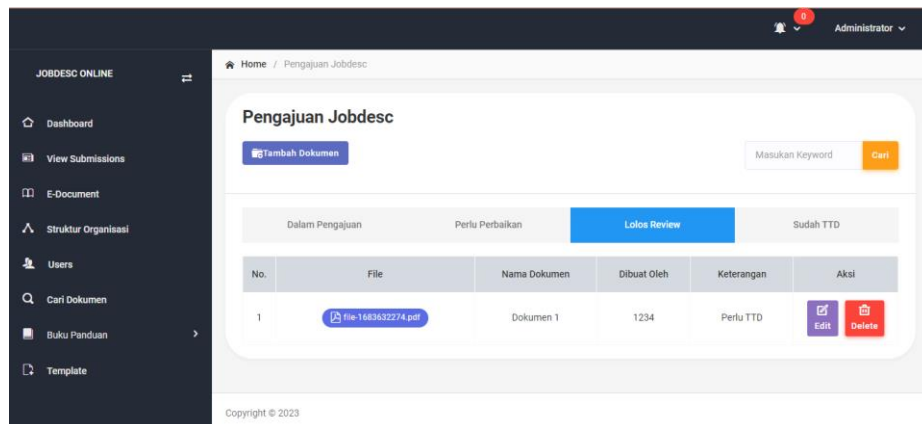 0
Administrator
JOBDESC ONLINE
Home / Pengajuan Jobdesc
Dashboard
View Submissions
E-Document
Struktur Organisasi
Users
Cari Dokumen
Buku Panduan
Template
Pengajuan Jobdesc
Tambah Dokumen
Masukan Keyword Cari
Dalam Pengajuan Perlu Perbaikan Lolos Review Sudah TTD
No. File Nama Dokumen Dibuat Oleh Keterangan Aksi
1 file-1683632274.pdf Dokumen 1 1234 Perlu TTD Edit Delete
Copyright © 2023